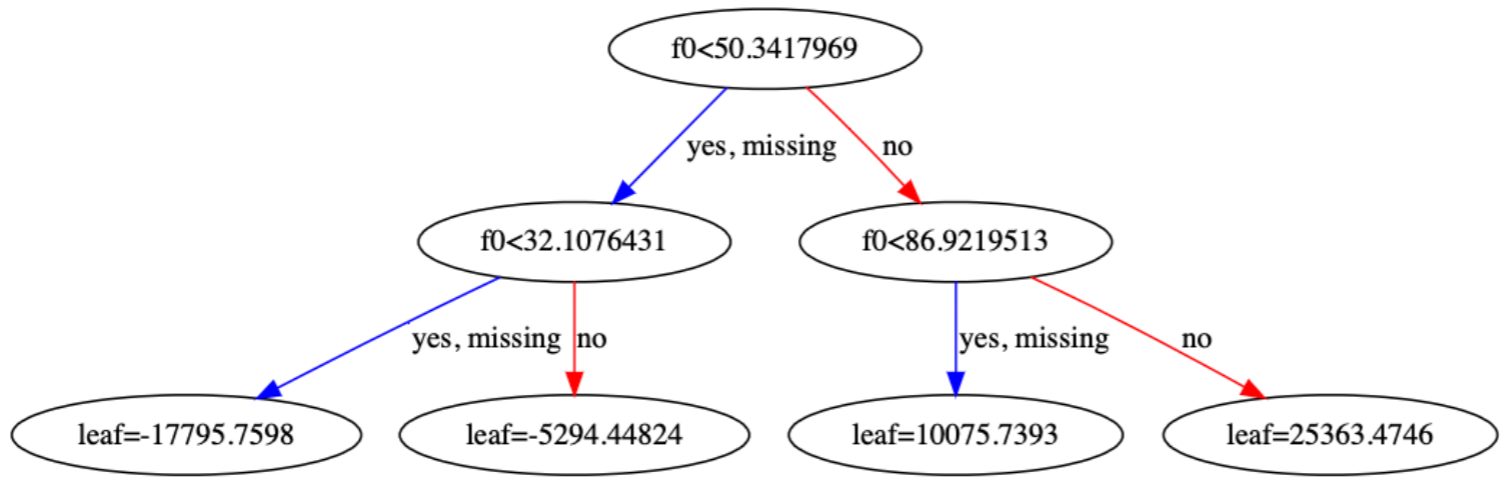 f0<50.3417969
yes, missing
no
f0<32.1076431
f0<86.9219513
yes, missing
no
yes, missing
no
leaf=-17795.7598
leaf=-5294.44824
leaf=10075.7393
leaf=25363.4746